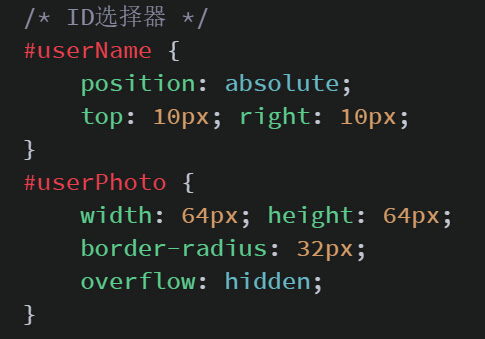 /* ID选择器 */
#userName {
    position: absolute;
    top: 10px; right: 10px;
}
#userPhoto {
    width: 64px; height: 64px;
    border-radius: 32px;
    overflow: hidden;
}